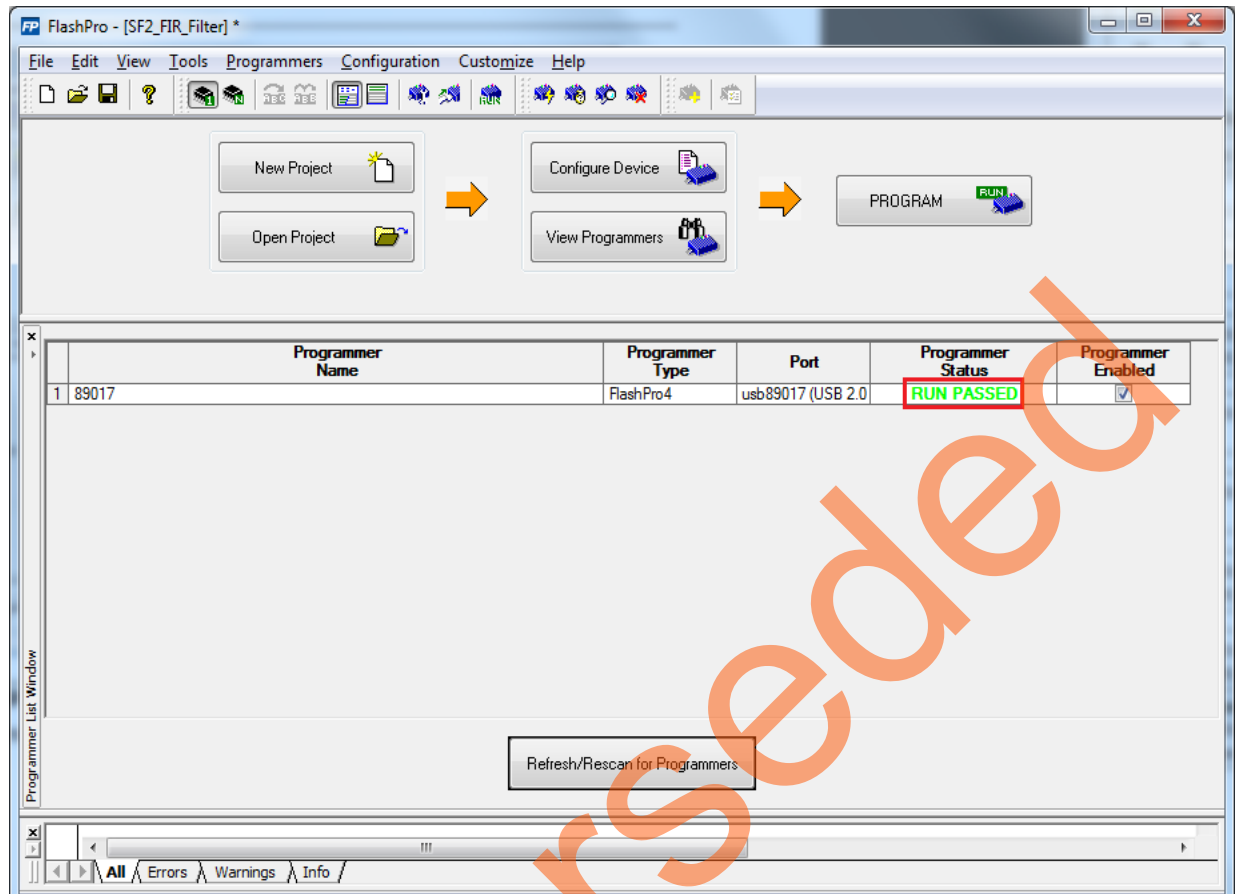 FP FlashPro - [SF2_FIR_Filter] *
File Edit View Tools Programmers Configuration Customize Help
New Project
Configure Device
PROGRAM RUN
Open Project
View Programmers
Programmer Name
Programmer Type
Port
Programmer Status
Programmer Enabled
1 89017 FlashPro4 usb89017 (USB 2.0 RUN PASSED
Programmer List Window
Refresh/Rescan for Programmers
All Errors Warnings Info
rseded